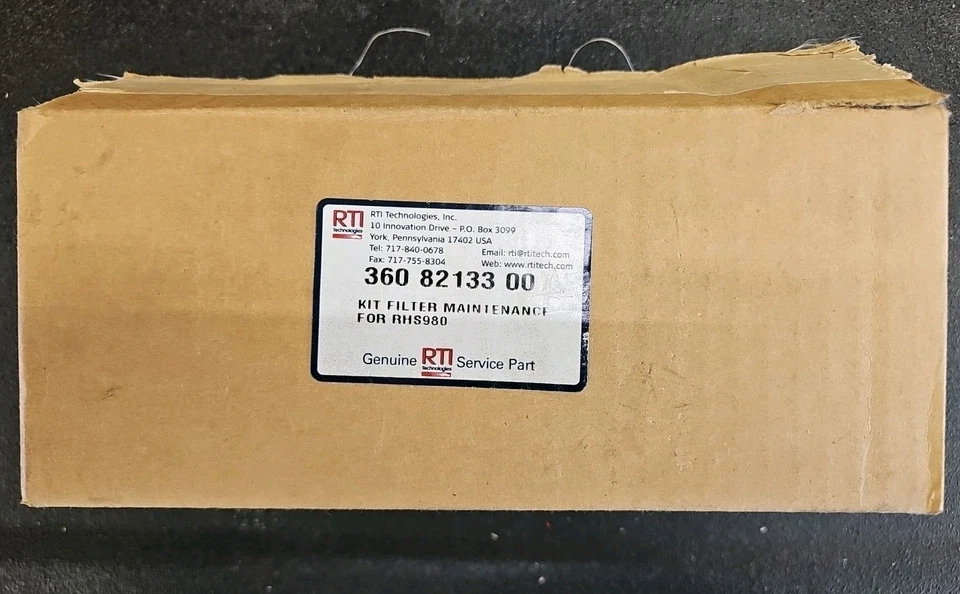 RTI Technologies
RTI Technologies, Inc.
10 Innovation Drive – P.O. Box 3099
York, Pennsylvania 17402 USA
Tel: 717-840-0678 Email: rti@rtitech.com
Fax: 717-755-8304 Web: www.rtitech.com
360 82133 00
KIT FILTER MAINTENANCE
FOR RHS980
Genuine RTI Technologies Service Part